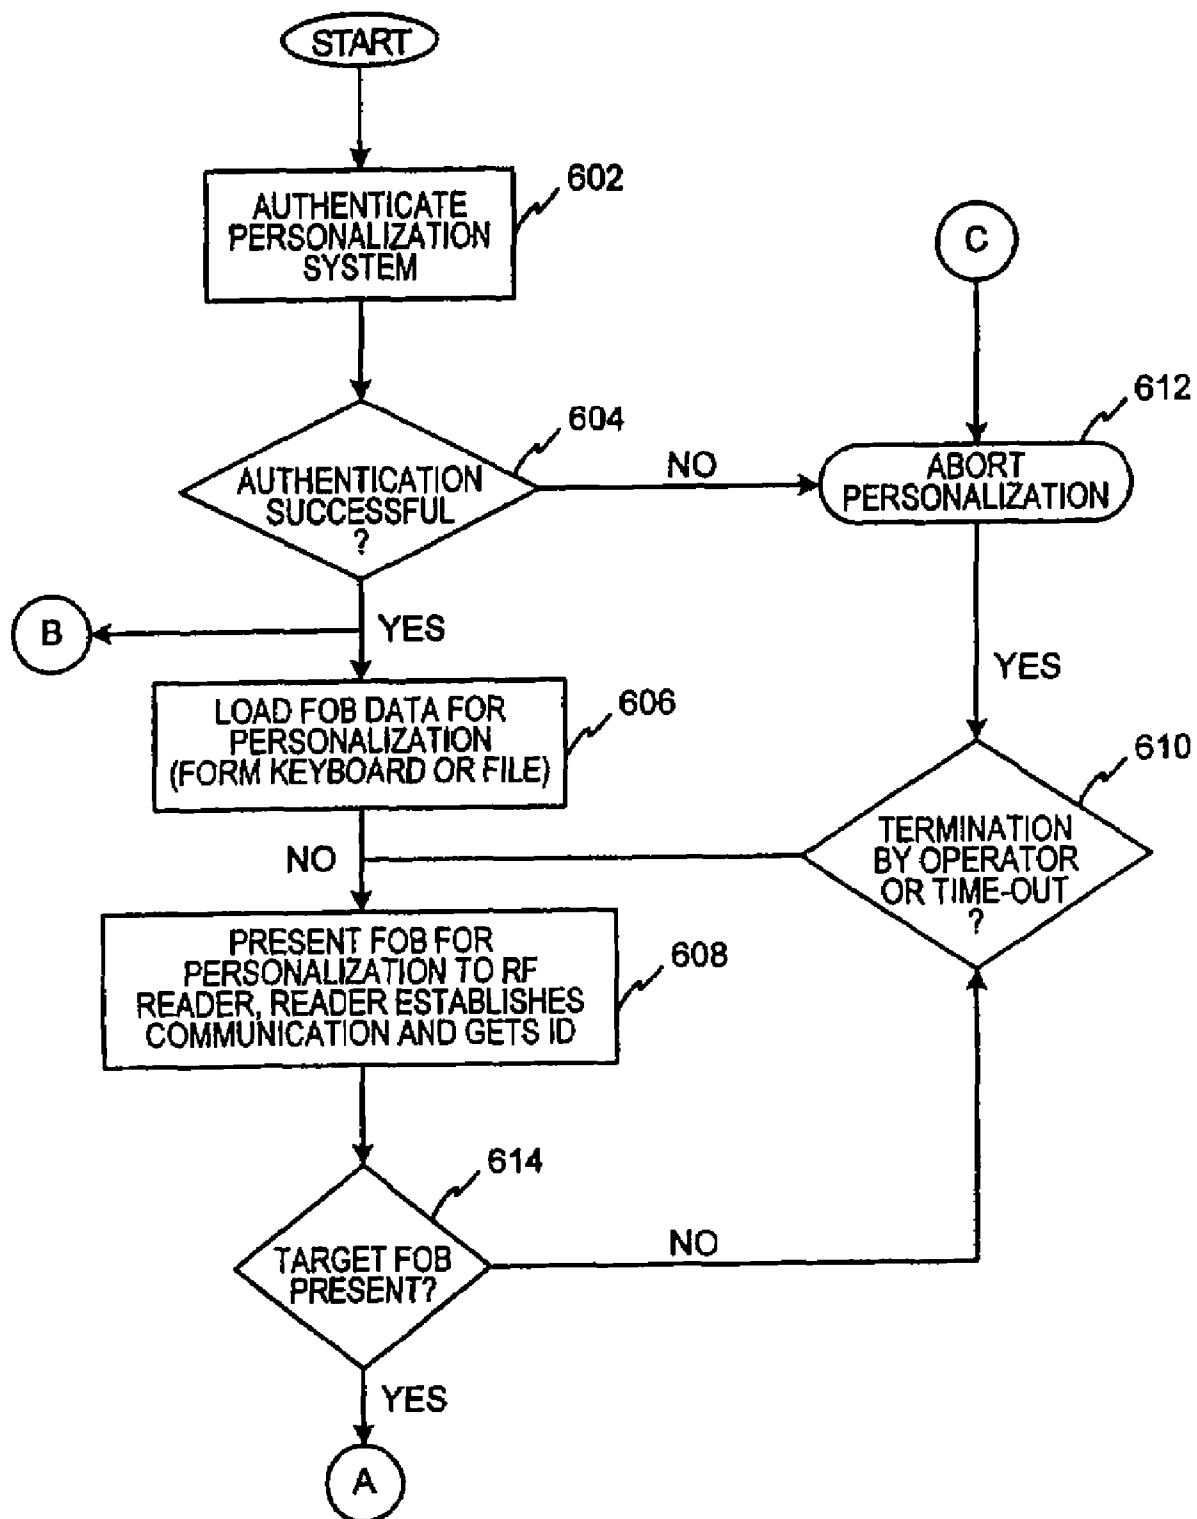 START
602
AUTHENTICATE
PERSONALIZATION
SYSTEM
C
604
612
AUTHENTICATION
SUCCESSFUL
?
NO
ABORT
PERSONALIZATION
B
YES
YES
LOAD FOB DATA FOR
PERSONALIZATION
(FORM KEYBOARD OR FILE)
606
610
TERMINATION
BY OPERATOR
OR TIME-OUT
?
NO
PRESENT FOB FOR
PERSONALIZATION TO RF
READER, READER ESTABLISHES
COMMUNICATION AND GETS ID
608
614
TARGET FOB
PRESENT?
NO
YES
A